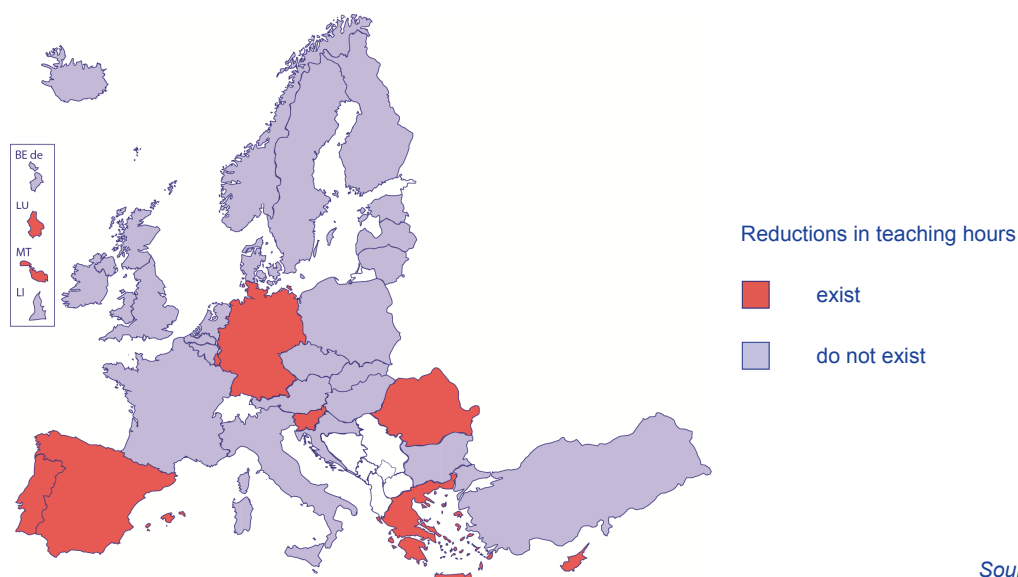 BE de
LU
MT
LI
Reductions in teaching hours
exist
do not exist